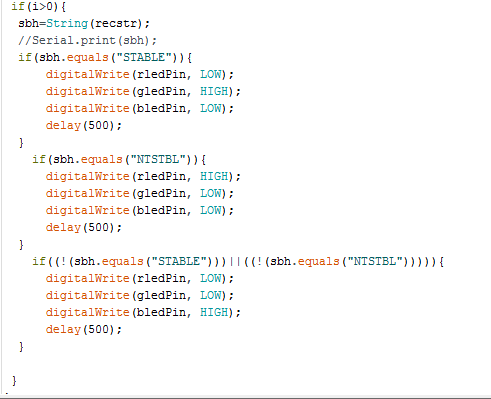 if(i>0){
sbh=String(recstr);
//Serial.print(sbh);
if(sbh.equals("STABLE")){
digitalWrite(rledPin, LOW);
digitalWrite(gledPin, HIGH);
digitalWrite(bledPin, LOW);
delay(500);
}
if(sbh.equals("NTSTBL")){
digitalWrite(rledPin, HIGH);
digitalWrite(gledPin, LOW);
digitalWrite(bledPin, LOW);
delay(500);
}
if((!(sbh.equals("STABLE")))||((!(sbh.equals("NTSTBL"))))){
digitalWrite(rledPin, LOW);
digitalWrite(gledPin, LOW);
digitalWrite(bledPin, HIGH);
delay(500);
}
}